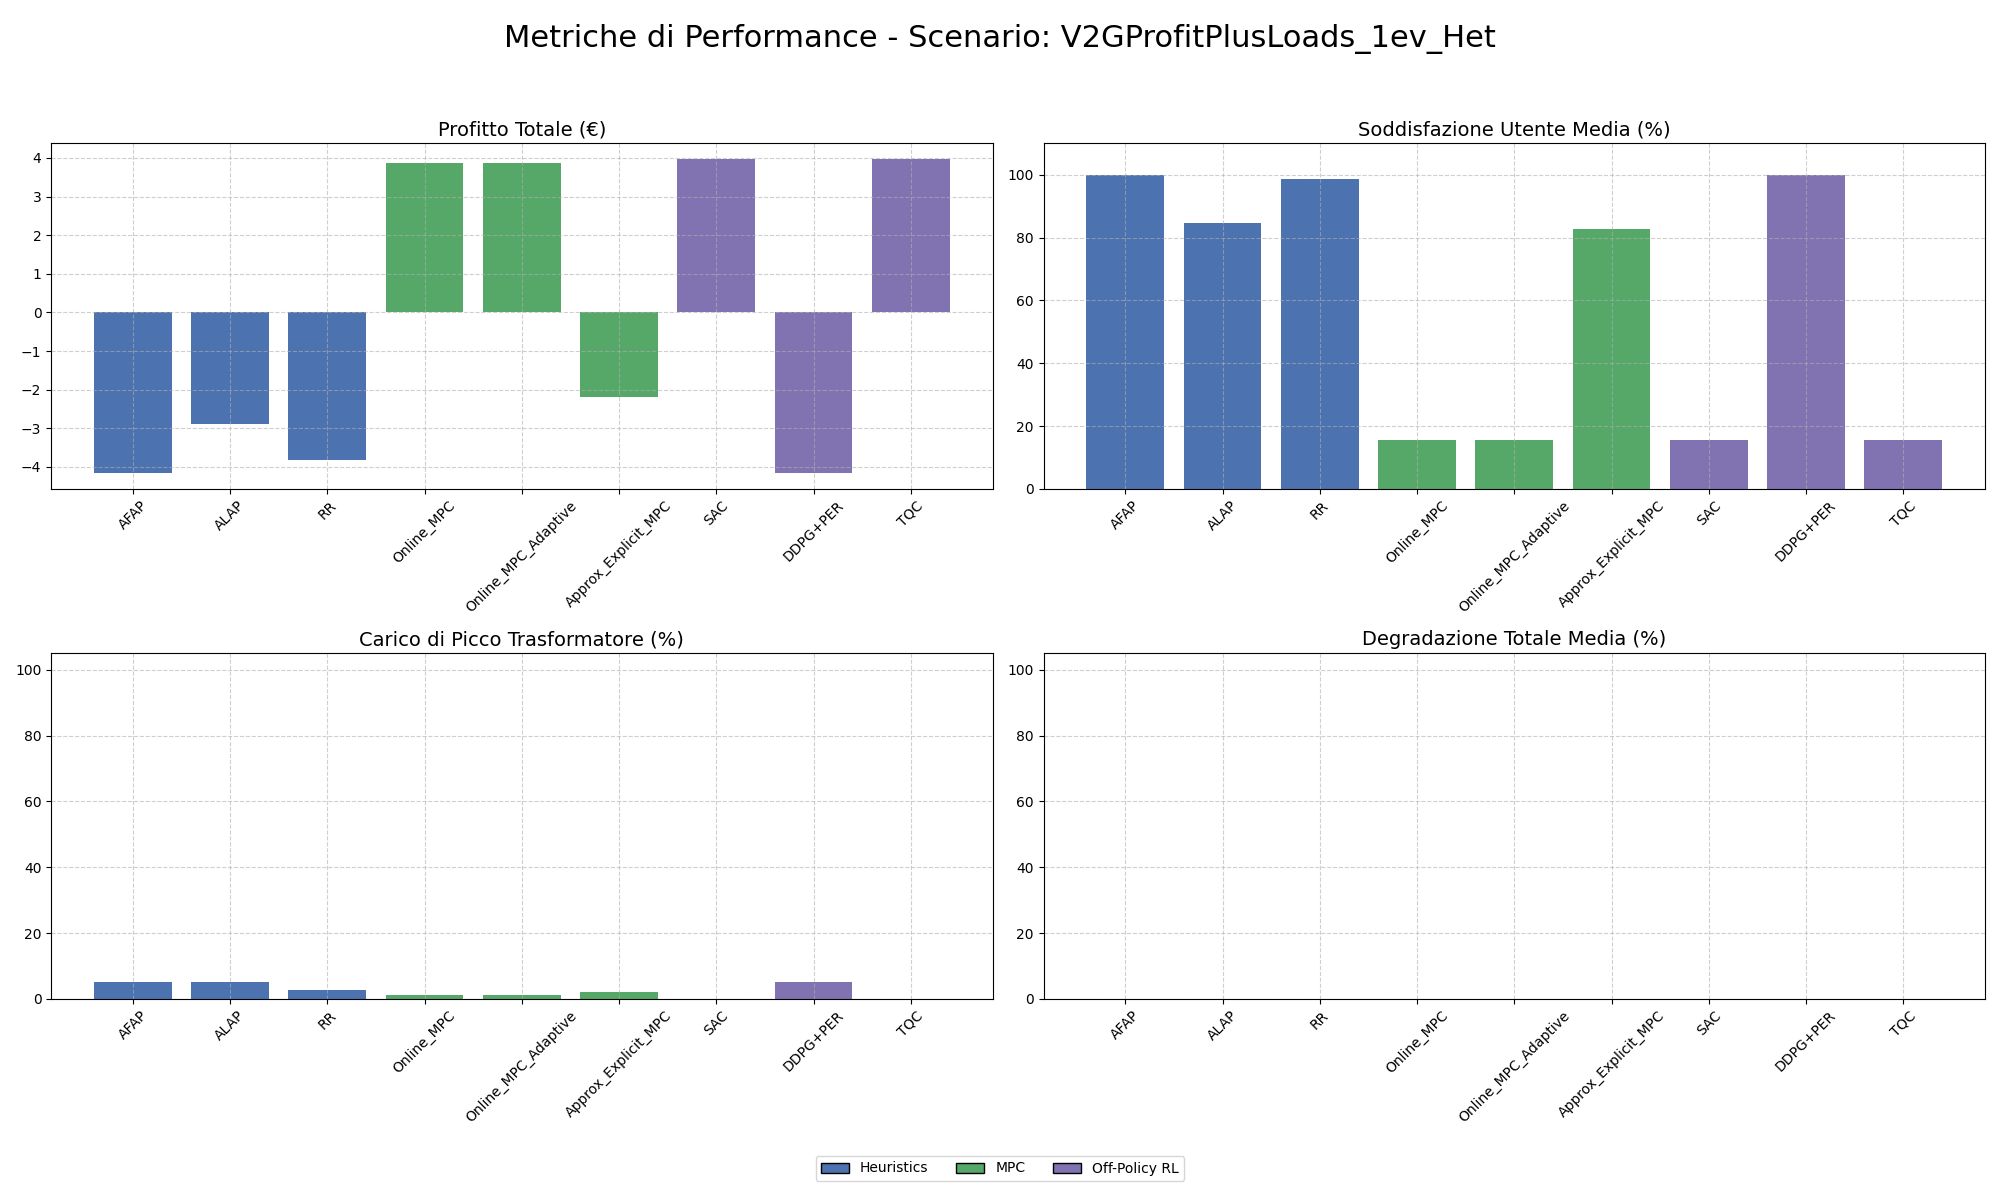 Metriche di Performance - Scenario: V2GProfitPlusLoads_1ev_Het
Profitto Totale (€)
4
3
2
1
0
−1
−2
−3
−4
AFAP
ALAP
RR
Online_MPC
Online_MPC_Adaptive
Approx_Explicit_MPC
SAC
DDPG+PER
TQC
Soddisfazione Utente Media (%)
100
80
60
40
20
0
AFAP
ALAP
RR
Online_MPC
Online_MPC_Adaptive
Approx_Explicit_MPC
SAC
DDPG+PER
TQC
Carico di Picco Trasformatore (%)
100
80
60
40
20
0
AFAP
ALAP
RR
Online_MPC
Online_MPC_Adaptive
Approx_Explicit_MPC
SAC
DDPG+PER
TQC
Degradazione Totale Media (%)
100
80
60
40
20
0
AFAP
ALAP
RR
Online_MPC
Online_MPC_Adaptive
Approx_Explicit_MPC
SAC
DDPG+PER
TQC
Heuristics
MPC
Off-Policy RL